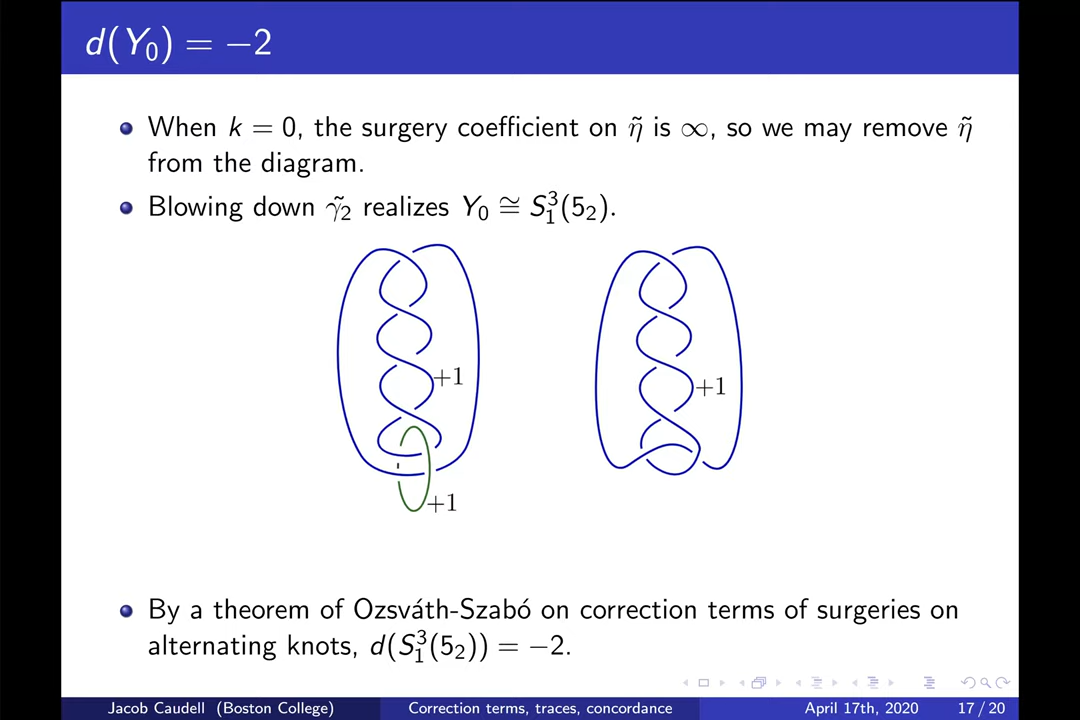 d(Y₀) = −2
When k = 0, the surgery coefficient on η̃ is ∞, so we may remove η̃
from the diagram.
Blowing down γ̃₂ realizes Y₀ ≅ S³₁(5₂).
+1
+1
+1
By a theorem of Ozsváth-Szabó on correction terms of surgeries on
alternating knots, d(S³₁(5₂)) = −2.
Jacob Caudell (Boston College) Correction terms, traces, concordance April 17th, 2020 17 / 20